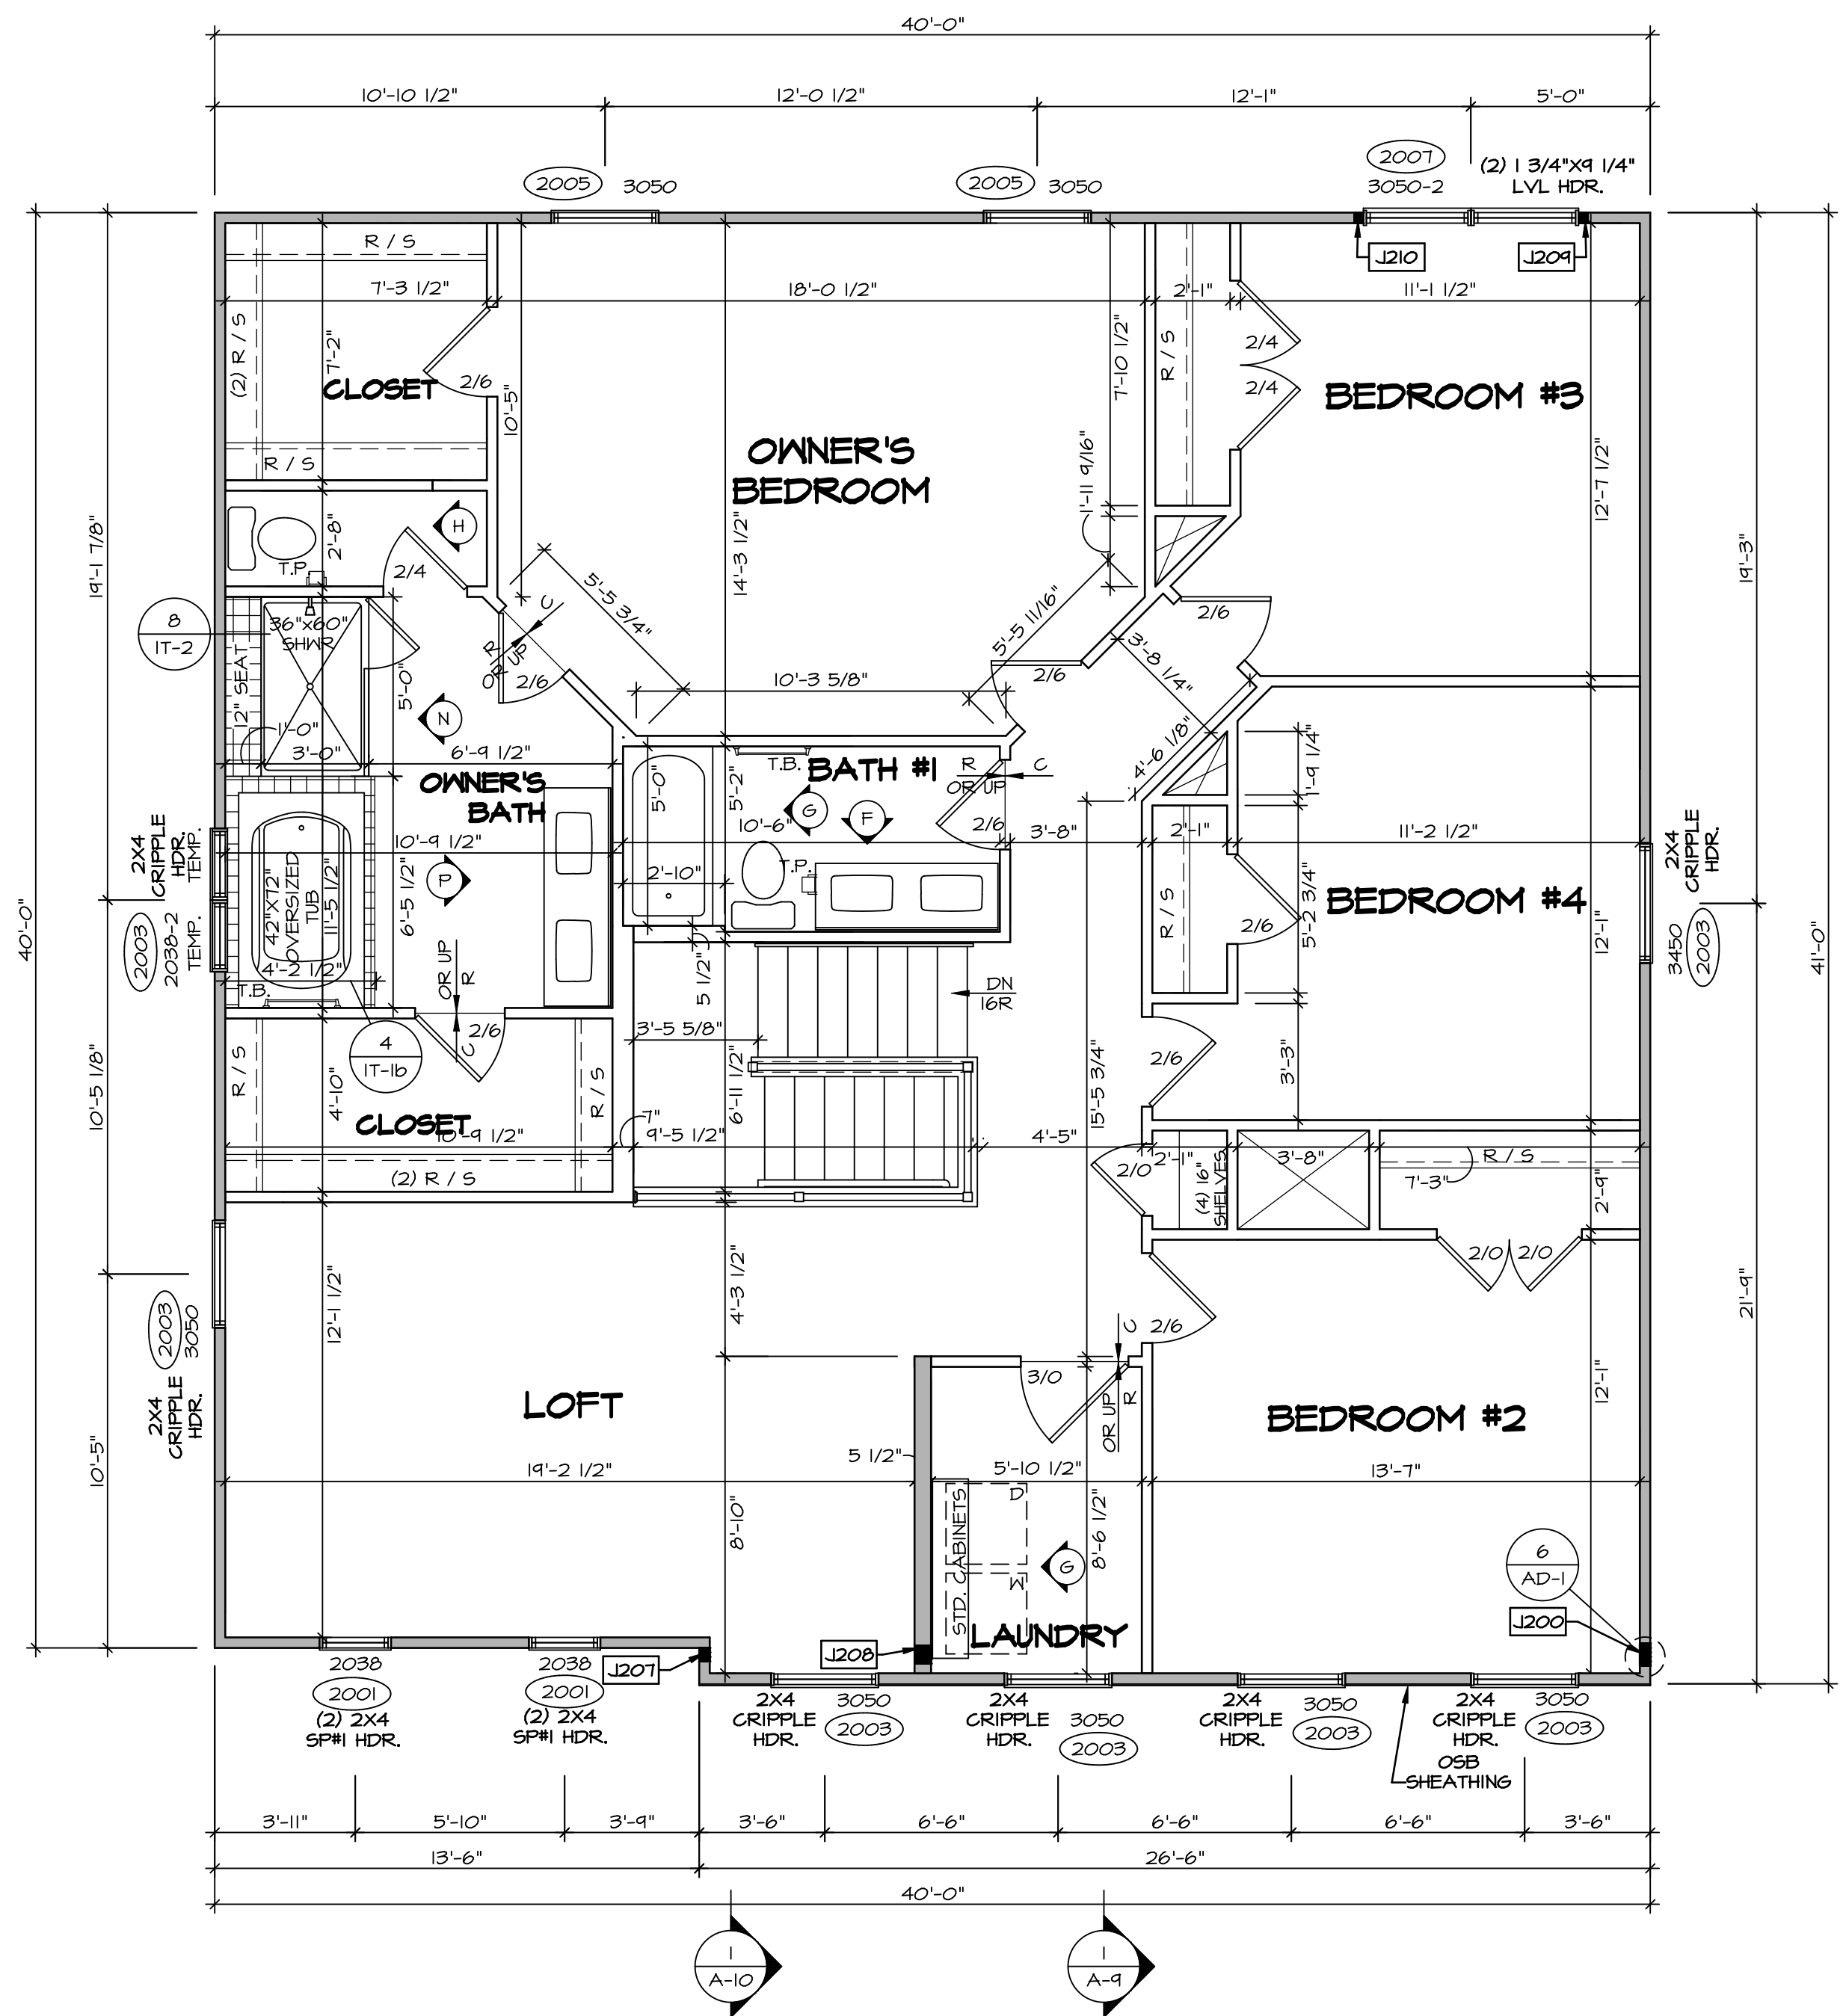 40'-0"
10'-10 1/2"
12'-0 1/2"
12'-1"
5'-0"
2005
3050
2005
3050
2007
3050-2
(2) 1 3/4"X9 1/4"
LVL HDR.
J210
J209
R / S
7'-3 1/2"
18'-0 1/2"
2'-1"
11'-1 1/2"
(2) R / S
7'-2"
CLOSET
2/6
10'-5"
7'-10 1/2"
R / S
2/4
2/4
BEDROOM #3
OWNER'S
BEDROOM
R / S
1'-11 9/16"
12'-7 1/2"
14'-3 1/2"
H
2'-8"
T.P.
2/4
19'-1 7/8"
19'-3"
8
IT-2
36"x60"
SHWR
12" SEAT
5'-0"
C
R
OR UP
2/6
5'-5 3/4"
5'-5 11/16"
2/6
3'-8 1/4"
2/6
10'-3 5/8"
N
1'-0"
3'-0"
6'-9 1/2"
4'-6 1/8"
OWNER'S
BATH
5'-0"
5'-2"
T.B.
BATH #1
R
C
OR UP
1'-9 1/4"
G
F
10'-6"
2/6
3'-8"
2'-1"
11'-2 1/2"
2X4
CRIPPLE
HDR.
TEMP.
10'-9 1/2"
P
2'-10"
T.P.
2X4
CRIPPLE
HDR.
42"X72"
OVERSIZED
TUB
11'-5 1/2"
6'-5 1/2"
R / S
2/6
5'-2 3/4"
BEDROOM #4
12'-1"
40'-0"
2003
2038-2
TEMP.
3450
2003
41'-0"
4'-2 1/2"
T.B.
OR UP
R
5 1/2"
DN
16R
4
IT-1b
2/6
C
3'-5 5/8"
2/6
3'-3"
R / S
4'-10"
R / S
6'-11 1/2"
15'-5 3/4"
10'-5 1/8"
CLOSET
10'-9 1/2"
7"
9'-5 1/2"
4'-5"
2/0
2'-1"
(4) 16"
SHELVES
3'-8"
R / S
7'-3"
2'-9"
(2) R / S
2/0
2/0
2003
3050
2X4
CRIPPLE
HDR.
12'-1 1/2"
4'-3 1/2"
2/6
C
21'-9"
3/0
OR UP
R
LOFT
BEDROOM #2
12'-1"
10'-5"
5 1/2"
19'-2 1/2"
5'-10 1/2"
13'-7"
8'-10"
STD. CABINETS
D
W
8'-6 1/2"
G
6
AD-1
J200
LAUNDRY
J208
J207
2038
2001
(2) 2X4
SP#1 HDR.
2038
2001
(2) 2X4
SP#1 HDR.
2X4
CRIPPLE
HDR.
3050
2003
2X4
CRIPPLE
HDR.
3050
2003
2X4
CRIPPLE
HDR.
3050
2003
2X4
CRIPPLE
HDR.
3050
2003
OSB
SHEATHING
3'-11"
5'-10"
3'-9"
3'-6"
6'-6"
6'-6"
6'-6"
3'-6"
13'-6"
26'-6"
40'-0"
1
A-10
1
A-9